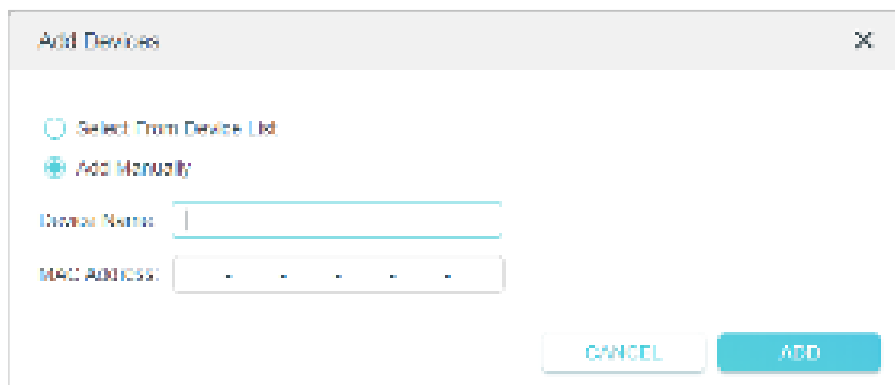 Add Devices
Select From Device List
Add Manually
Device Name:
MAC Address: - - - - -
CANCEL ADD